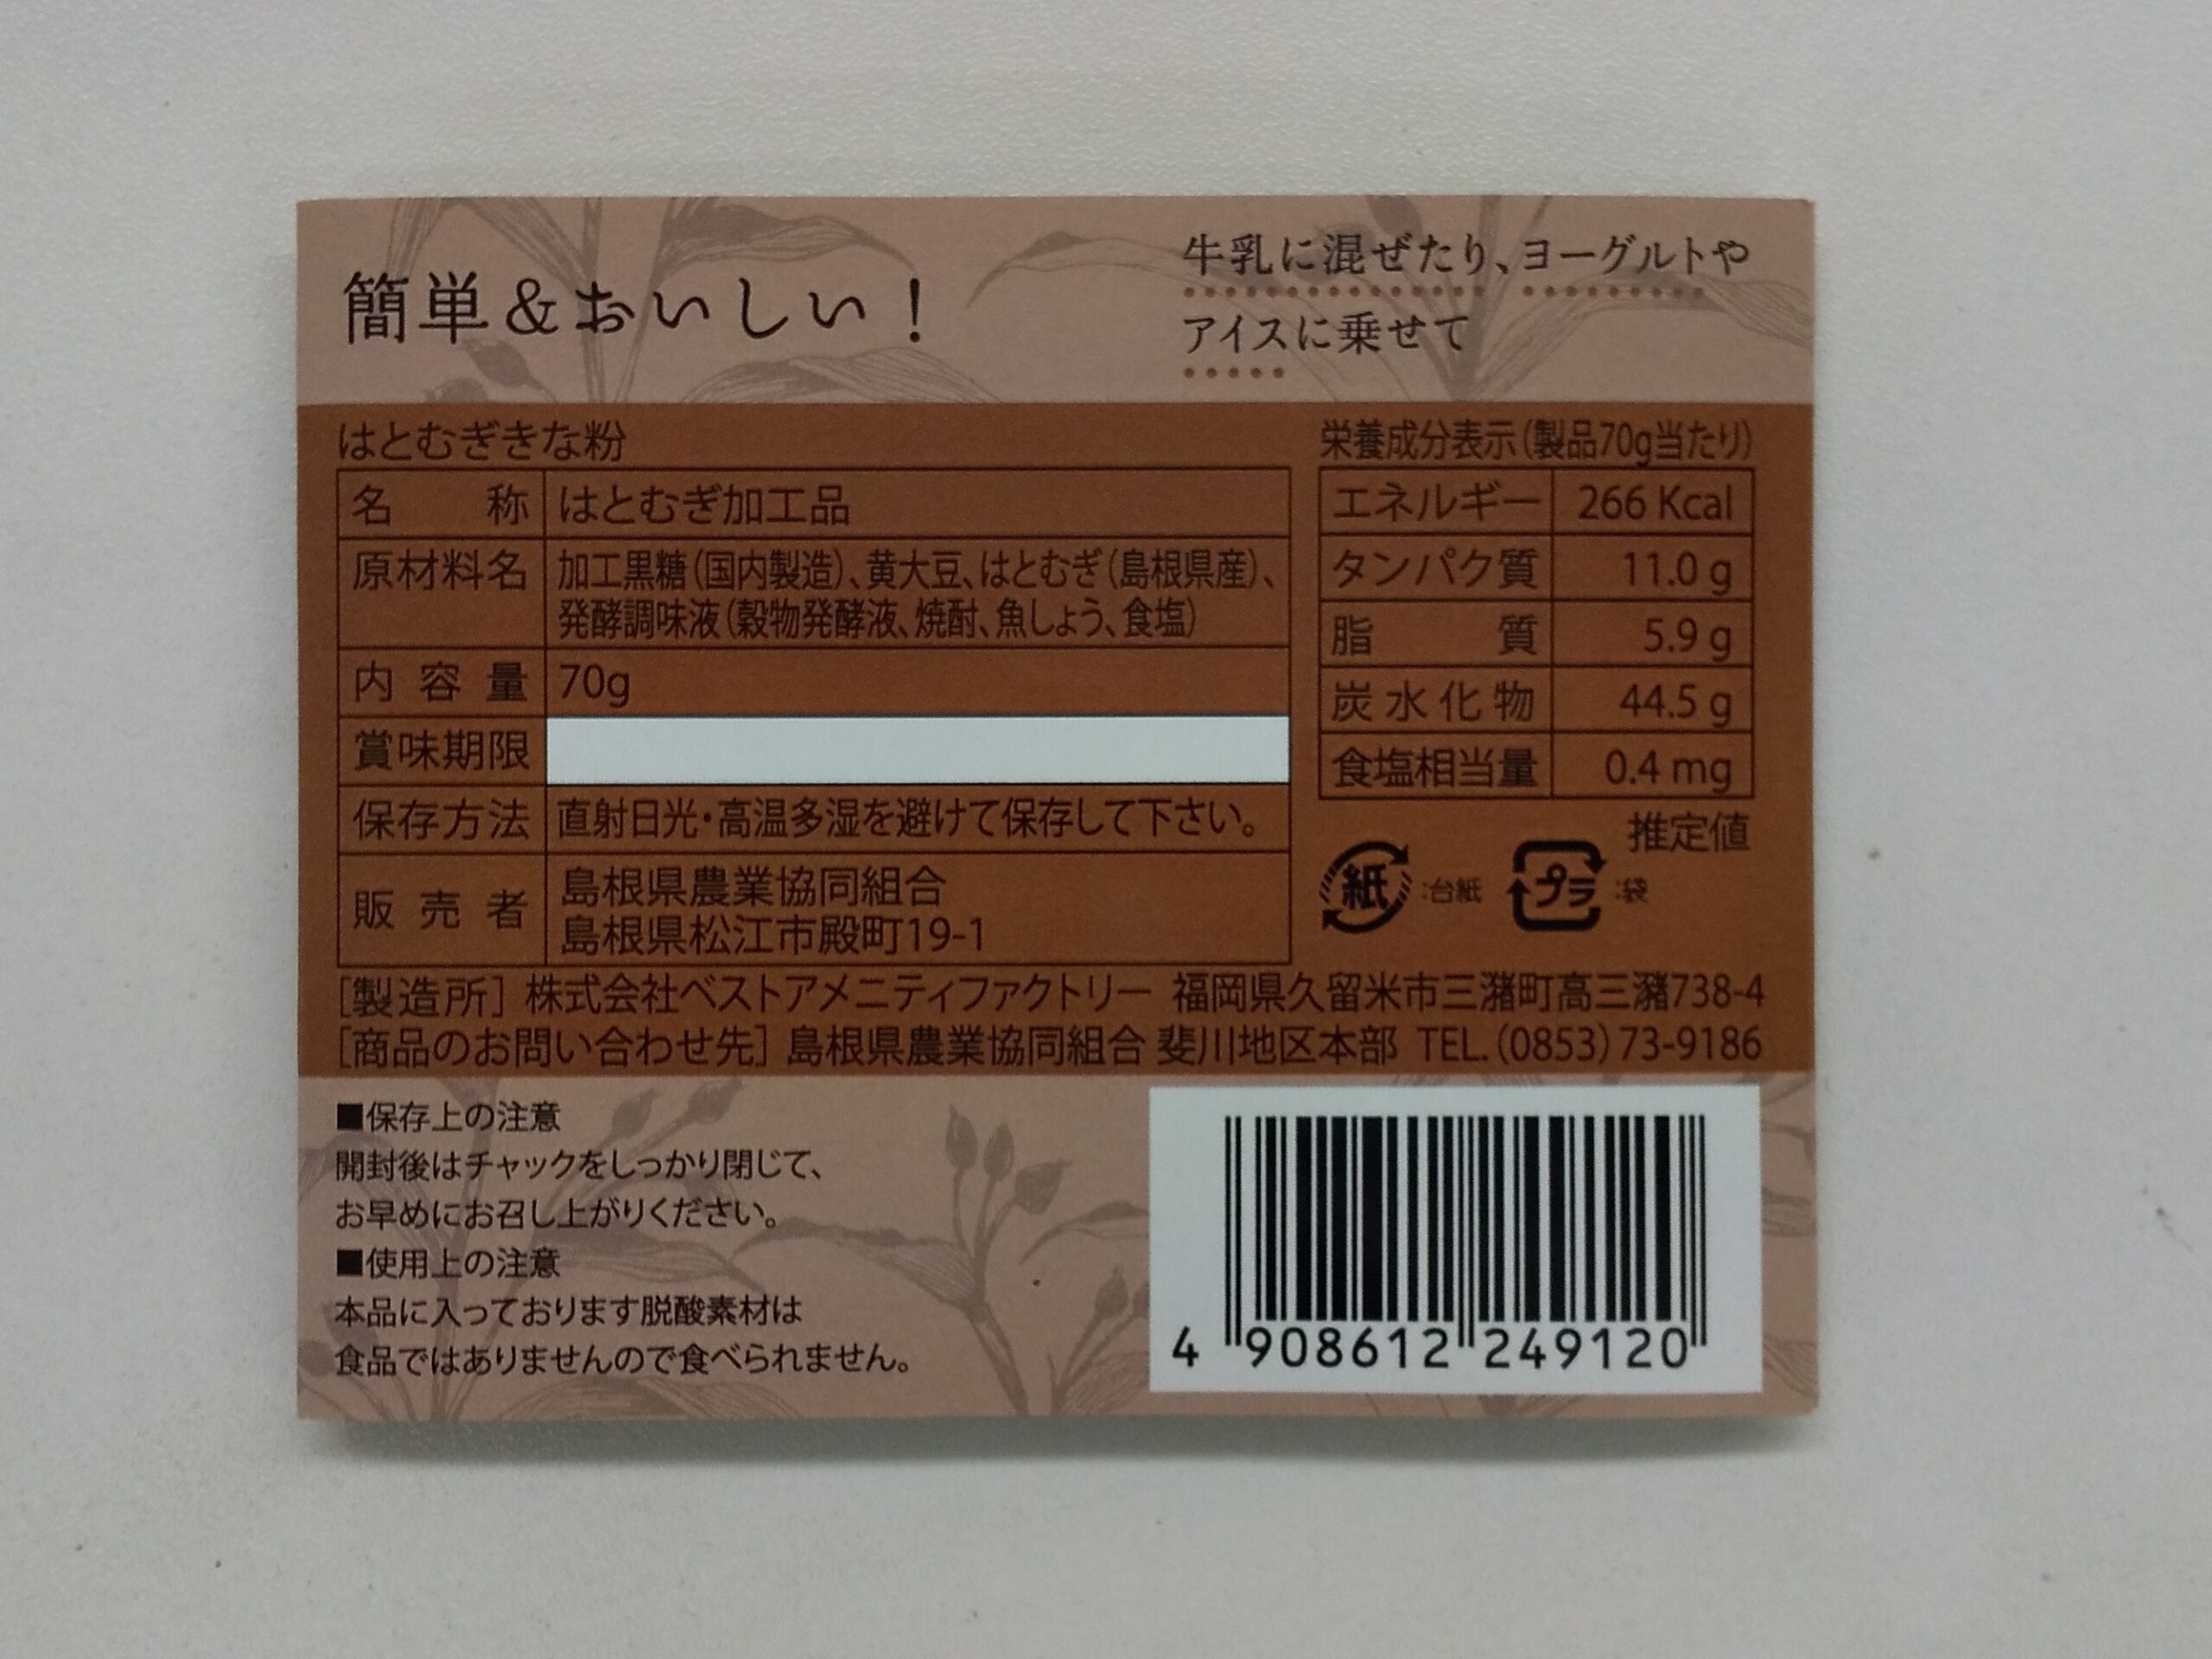 簡単&おいしい！
牛乳に混ぜたり、ヨーグルトや
アイスに乗せて
はとむぎきな粉
名称 はとむぎ加工品
原材料名 加工黒糖(国内製造)、黄大豆、はとむぎ(島根県産)、
発酵調味液(穀物発酵液、焼酎、魚しょう、食塩)
内容量 70g
賞味期限
保存方法 直射日光・高温多湿を避けて保存して下さい。
販売者 島根県農業協同組合
島根県松江市殿町19-1
栄養成分表示(製品70g当たり)
エネルギー 266 Kcal
タンパク質 11.0 g
脂質 5.9 g
炭水化物 44.5 g
食塩相当量 0.4 mg
推定値
紙 :台紙 プラ :袋
[製造所] 株式会社ベストアメニティファクトリー 福岡県久留米市三潴町高三潴738-4
[商品のお問い合わせ先] 島根県農業協同組合 斐川地区本部 TEL.(0853)73-9186
■保存上の注意
開封後はチャックをしっかり閉じて、
お早めにお召し上がりください。
■使用上の注意
本品に入っております脱酸素材は
食品ではありませんので食べられません。
4 908612 249120